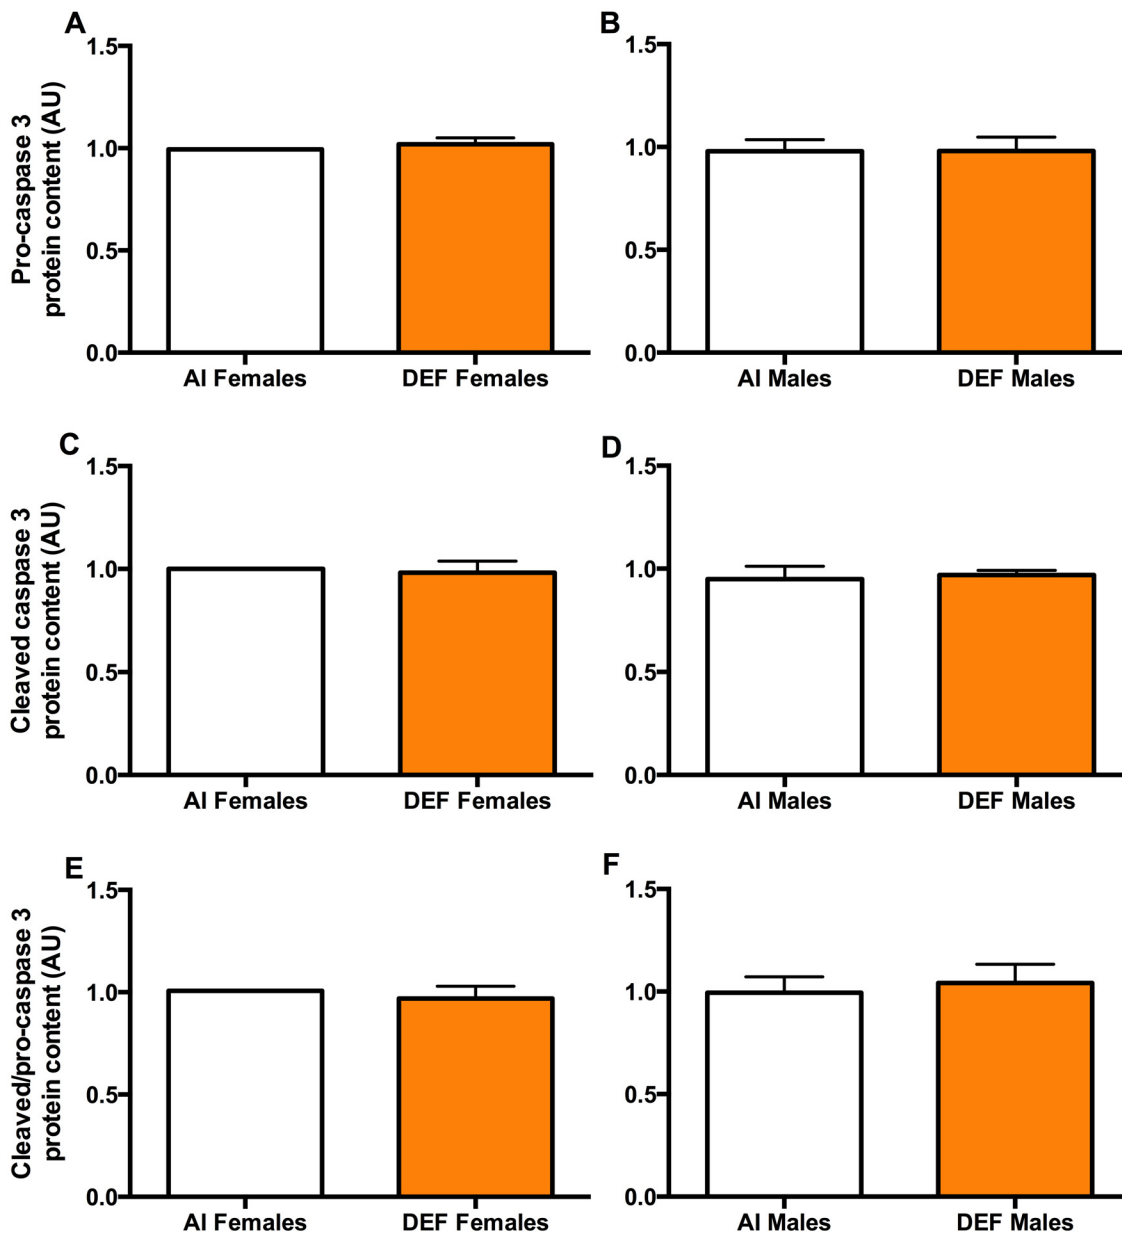 A
Pro-caspase 3
protein content (AU)
1.5
1.0
0.5
0.0
AI Females
DEF Females
B
1.5
1.0
0.5
0.0
AI Males
DEF Males
C
Cleaved caspase 3
protein content (AU)
1.5
1.0
0.5
0.0
AI Females
DEF Females
D
1.5
1.0
0.5
0.0
AI Males
DEF Males
E
Cleaved/pro-caspase 3
protein content (AU)
1.5
1.0
0.5
0.0
AI Females
DEF Females
F
1.5
1.0
0.5
0.0
AI Males
DEF Males